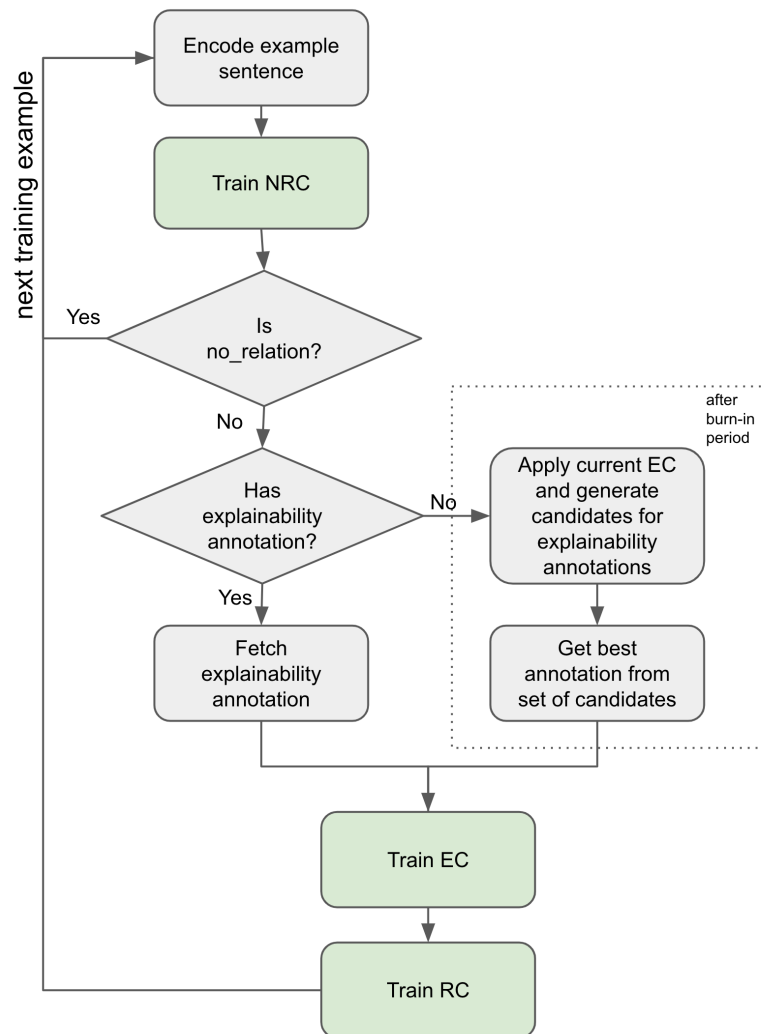 Encode example
sentence
next training example
Train NRC
Is
no_relation?
Yes
No
after
burn-in
period
Has
explainability
annotation?
No
Apply current EC
and generate
candidates for
explainability
annotations
Yes
Fetch
explainability
annotation
Get best
annotation from
set of candidates
Train EC
Train RC